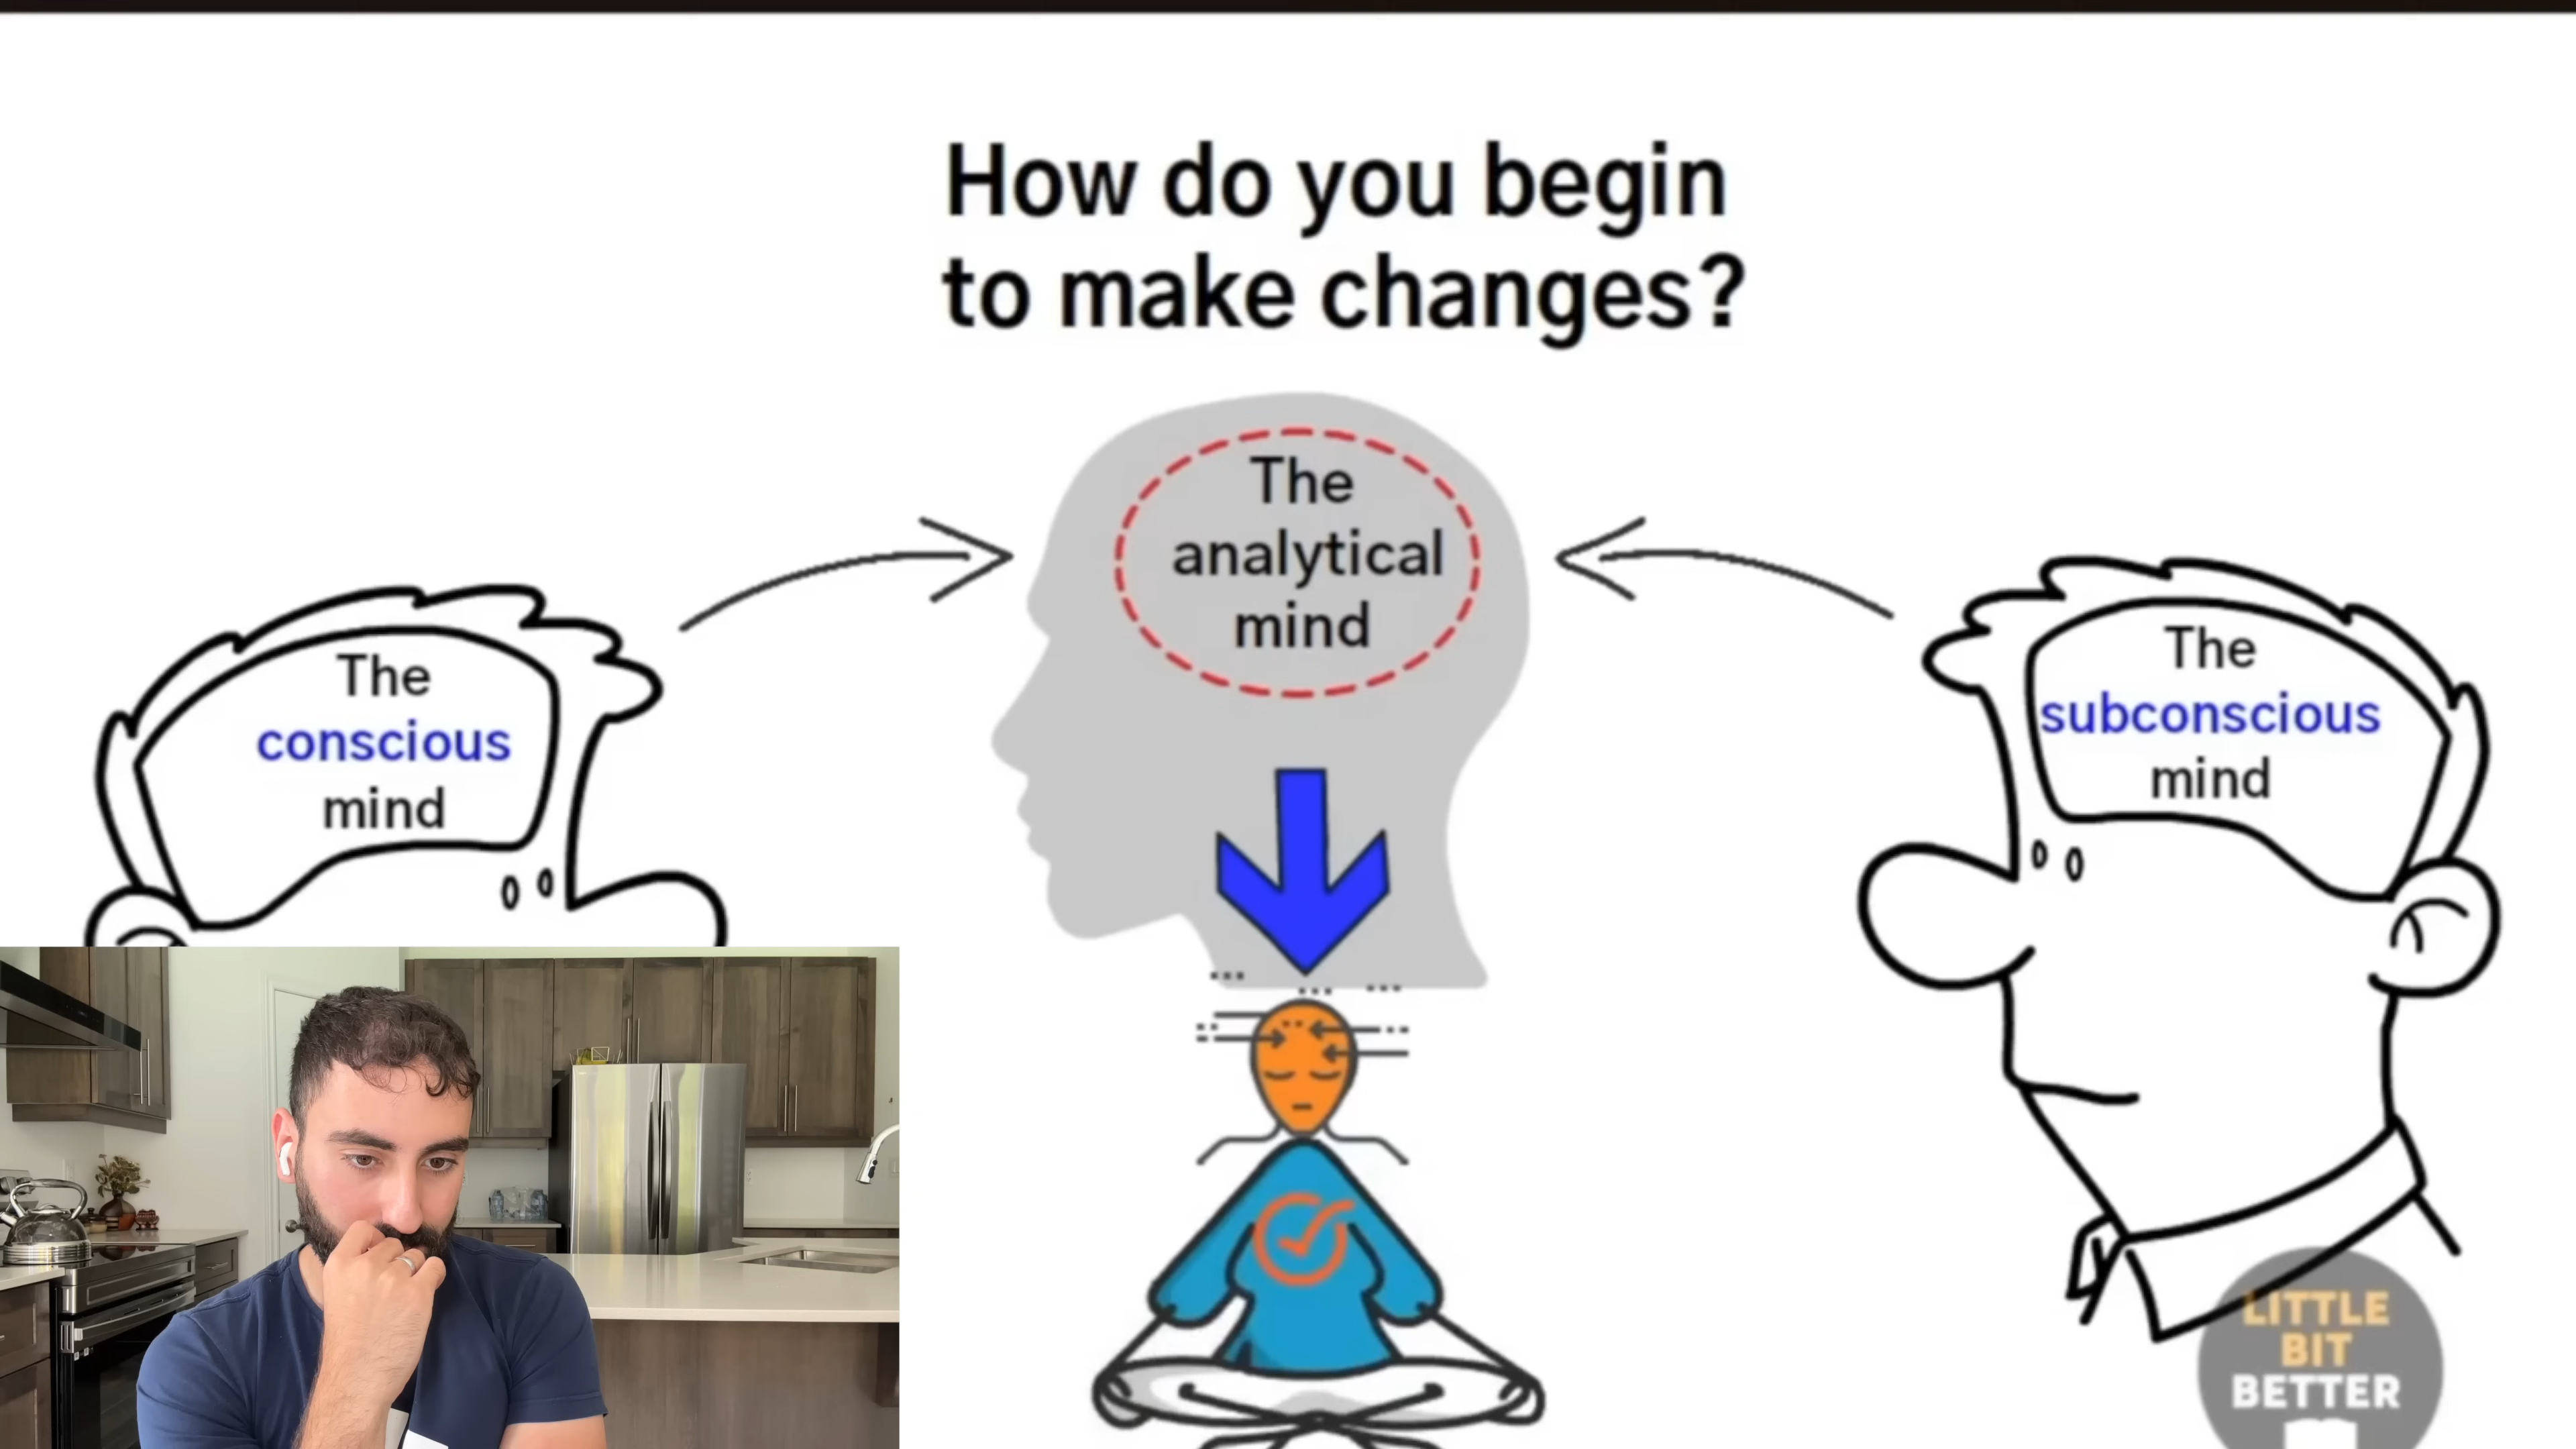 How do you begin
to make changes?
The
analytical
mind
The
conscious
mind
The
subconscious
mind
LITTLE
BIT
BETTER